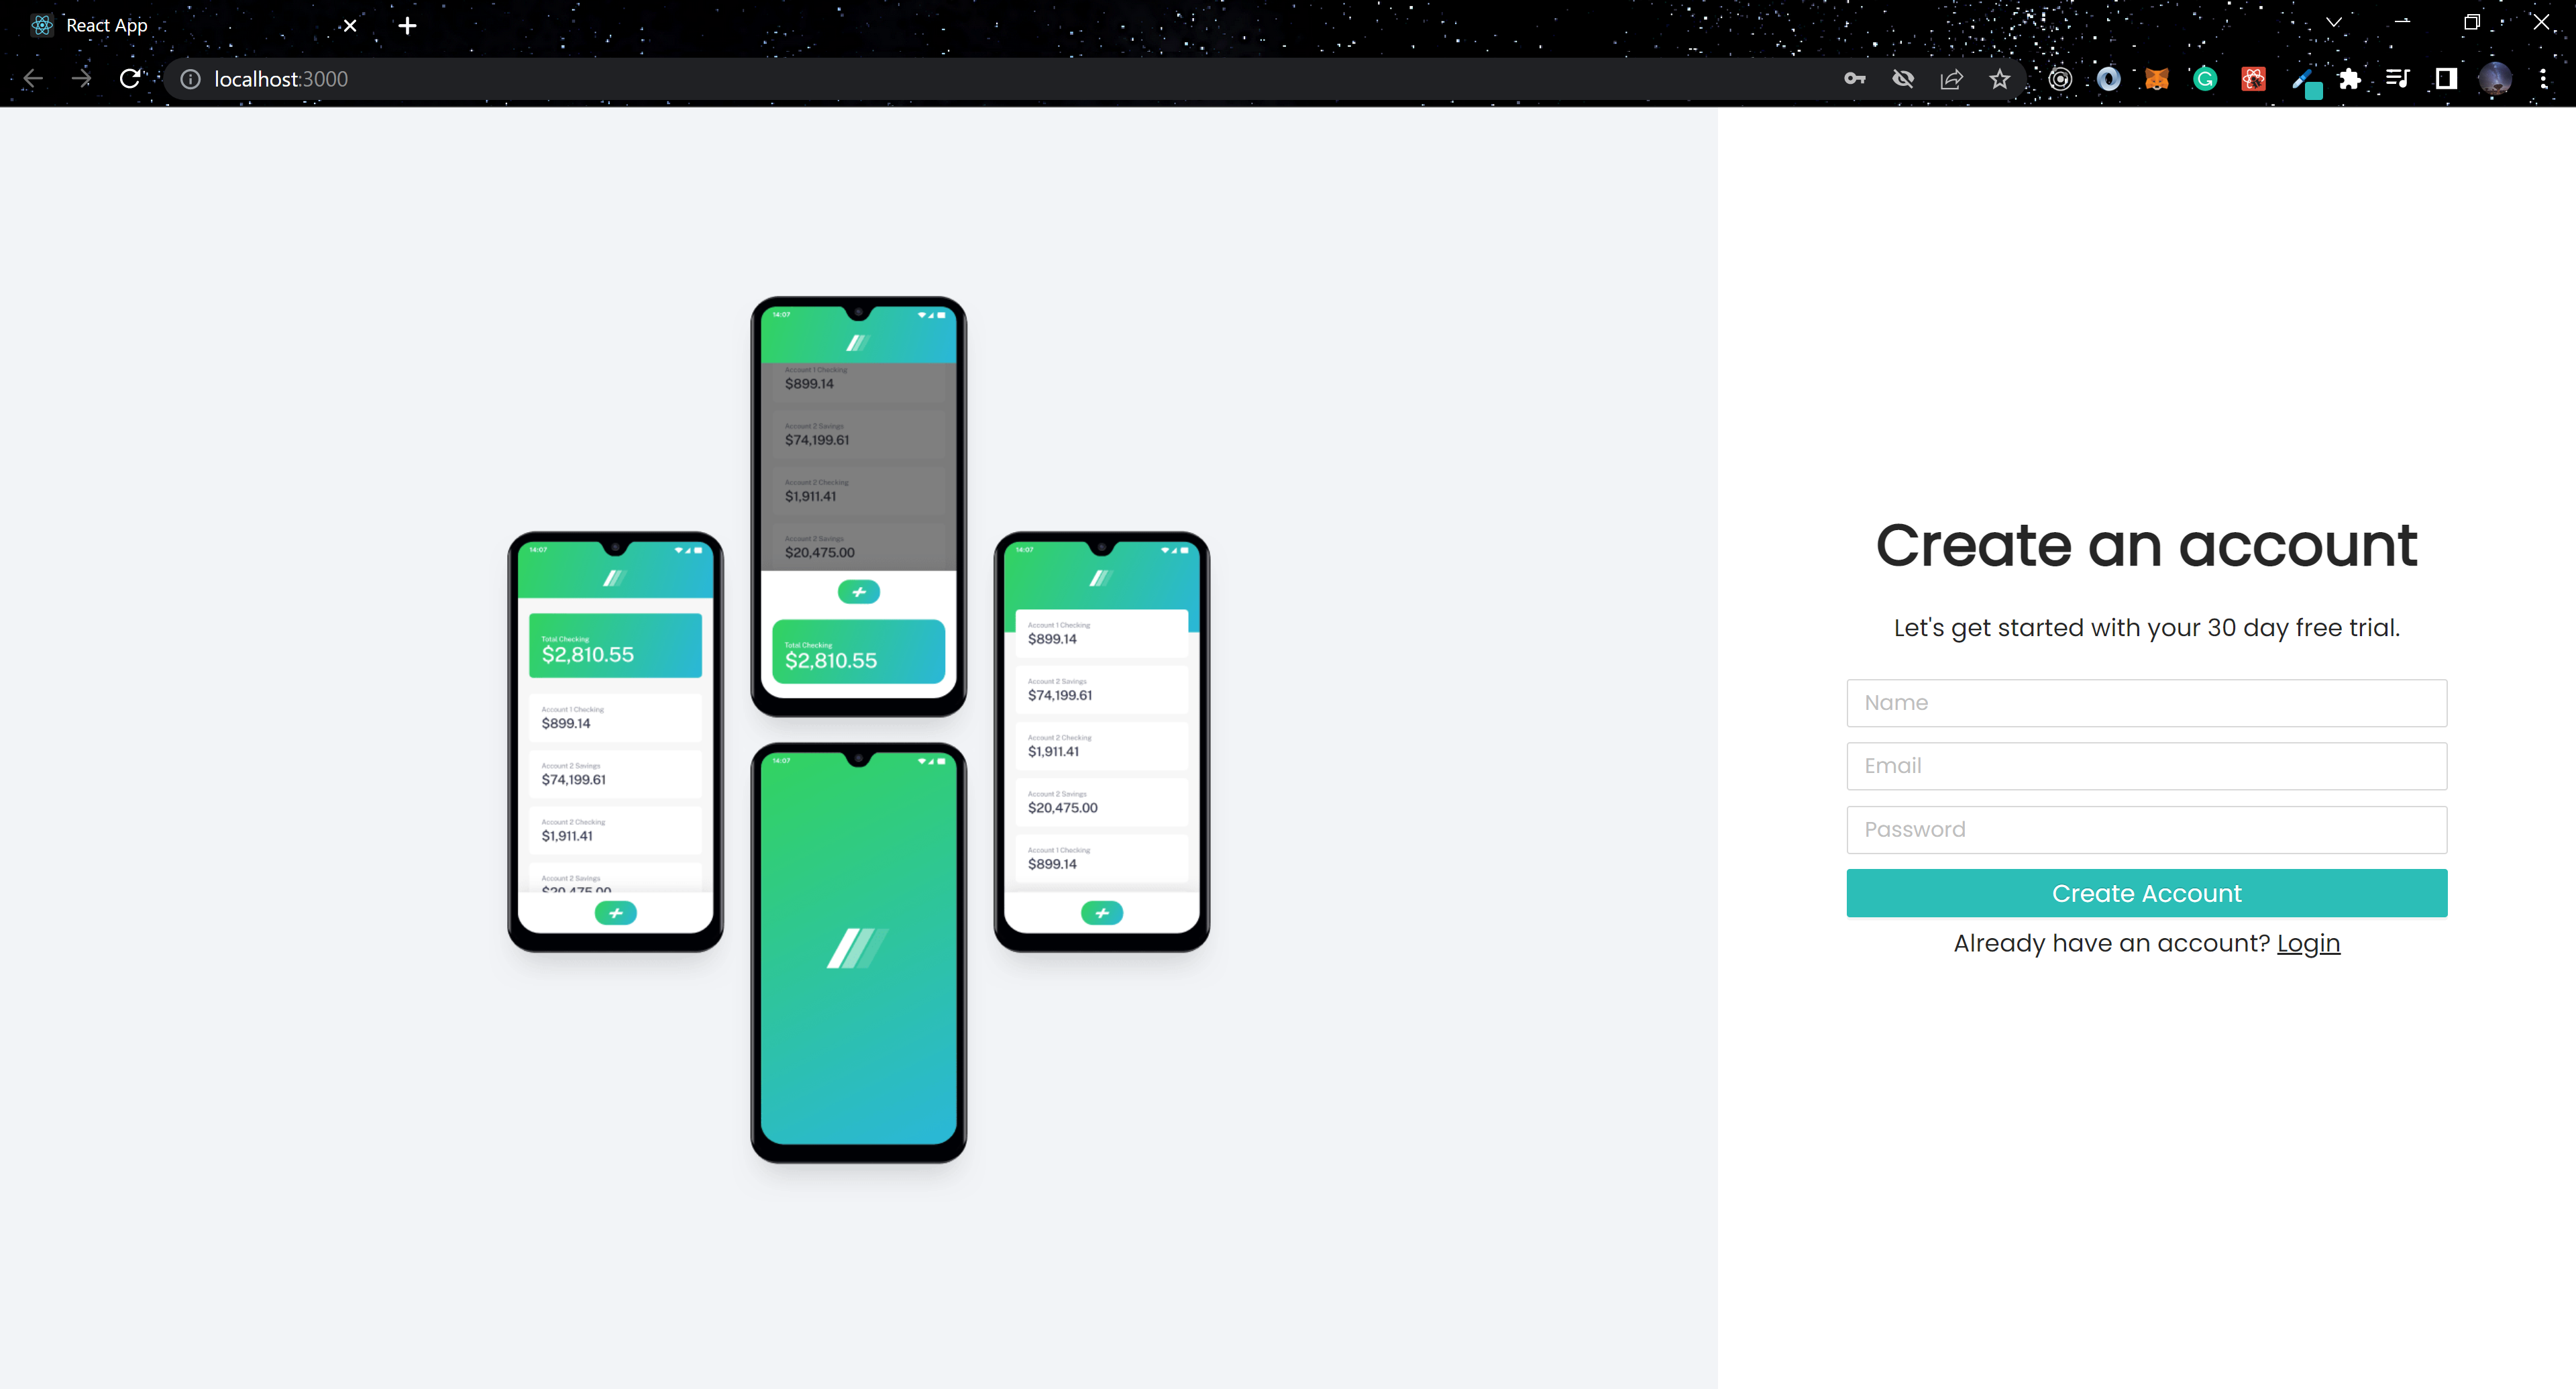 React App
localhost:3000
14:07
Account 1 Checking
$899.14
Account 2 Savings
$74,199.61
Account 2 Checking
$1,911.41
Account 2 Savings
$20,475.00
Total Checking
$2,810.55
14:07
Total Checking
$2,810.55
Account 1 Checking
$899.14
Account 2 Savings
$74,199.61
Account 2 Checking
$1,911.41
Account 2 Savings
$20,475.00
14:07
14:07
Account 1 Checking
$899.14
Account 2 Savings
$74,199.61
Account 2 Checking
$1,911.41
Account 2 Savings
$20,475.00
Account 1 Checking
$899.14
Create an account
Let's get started with your 30 day free trial.
Name
Email
Password
Create Account
Already have an account? Login